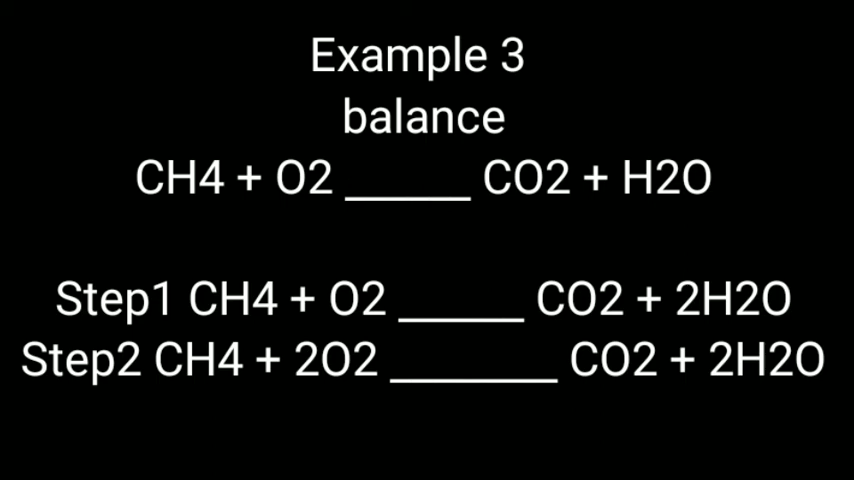 Example 3
balance
CH4 + O2 _____ CO2 + H2O
Step1 CH4 + O2 _____ CO2 + 2H2O
Step2 CH4 + 2O2 _______ CO2 + 2H2O